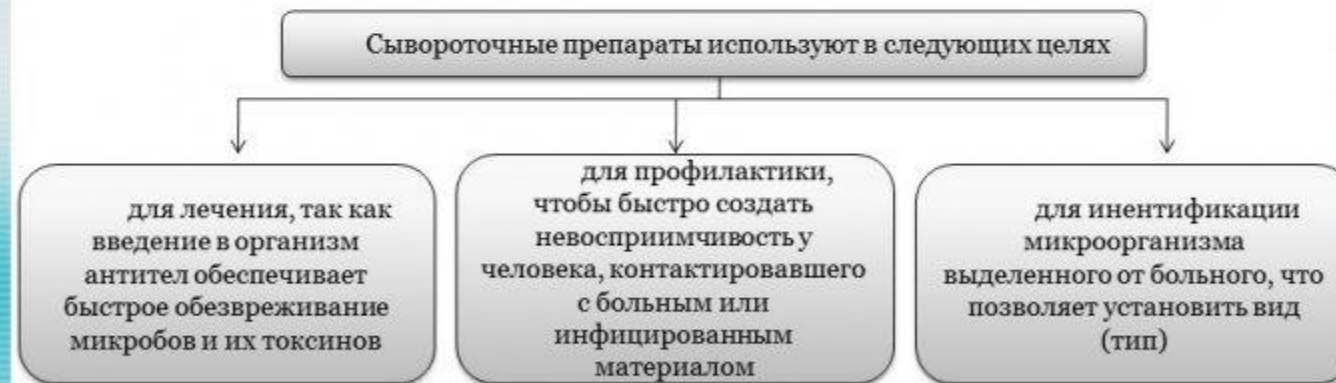 Сывороточные препараты используют в следующих целях
для лечения, так как
введение в организм
антител обеспечивает
быстрое обезвреживание
микробов и их токсинов
для профилактики,
чтобы быстро создать
невосприимчивость у
человека, контактировавшего
с больным или
инфицированным
материалом
для инентификации
микроорганизма
выделенного от больного, что
позволяет установить вид
(тип)